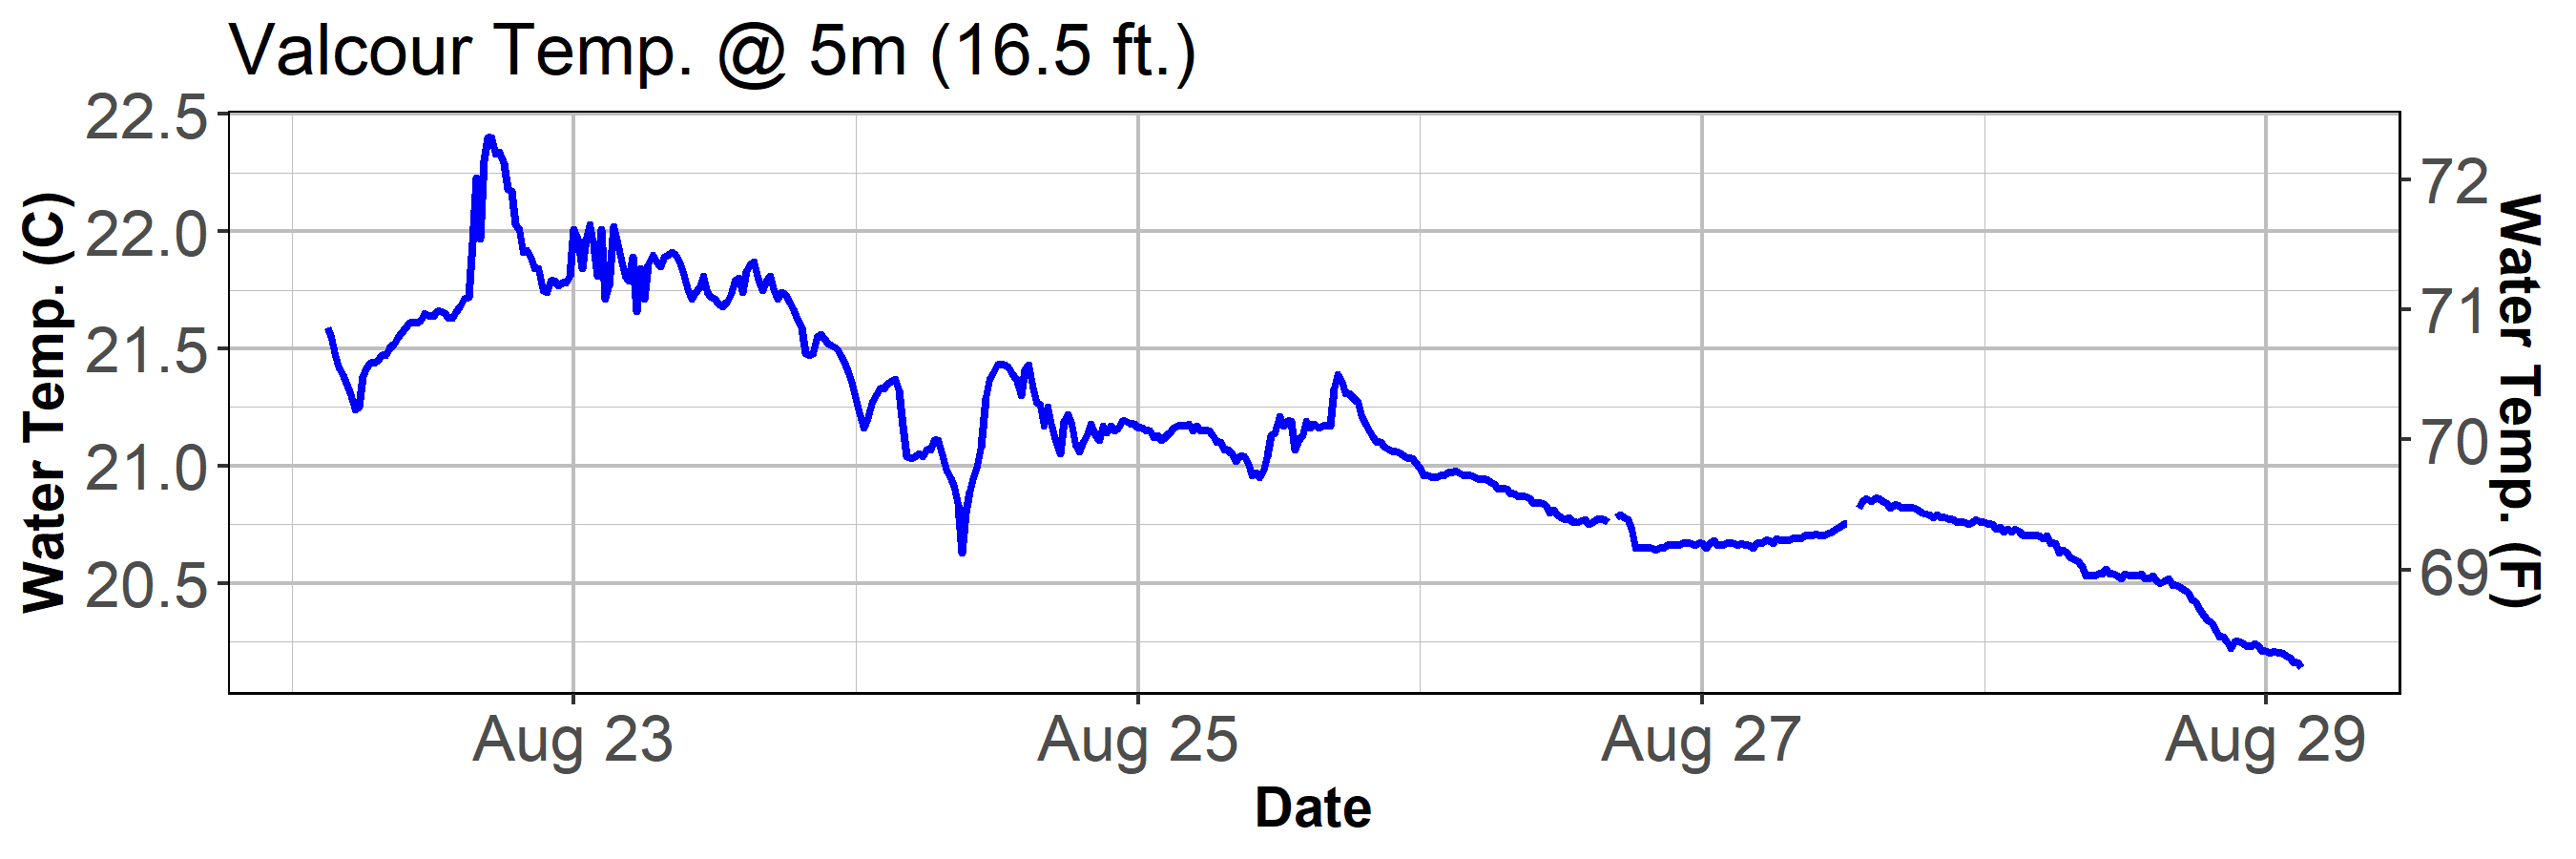 Valcour Temp. @ 5m (16.5 ft.)
Water Temp. (C)
22.5
22.0
21.5
21.0
20.5
72
71
70
69
Water Temp. (F)
Aug 23
Aug 25
Aug 27
Aug 29
Date